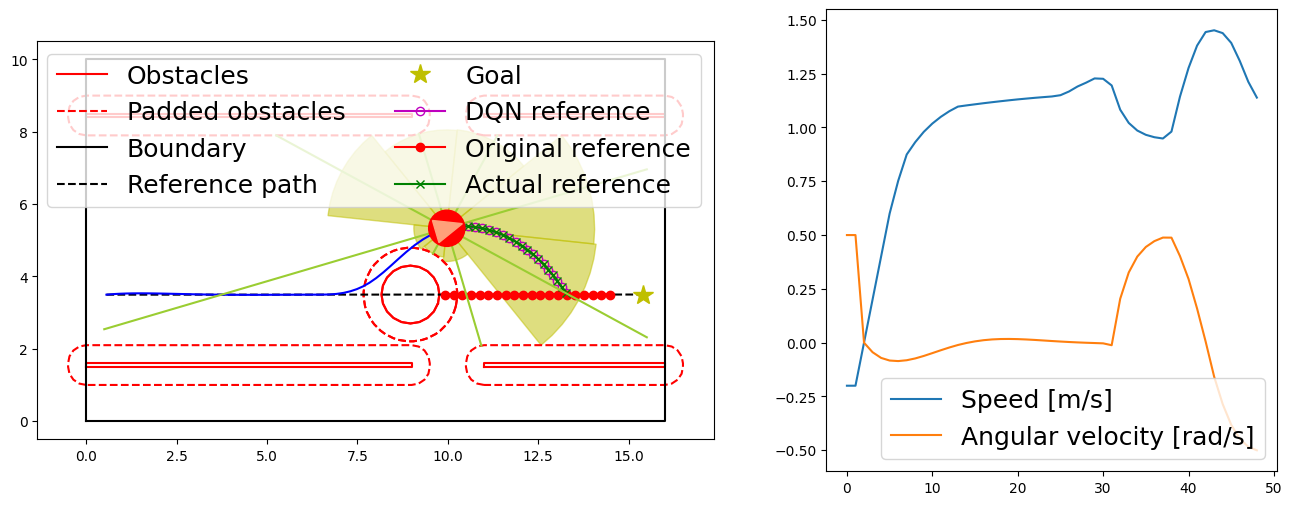 Obstacles
Padded obstacles
Boundary
Reference path
Goal
DQN reference
Original reference
Actual reference
10
8
6
4
2
0
0.0 2.5 5.0 7.5 10.0 12.5 15.0
1.50
1.25
1.00
0.75
0.50
0.25
0.00
−0.25
−0.50
Speed [m/s]
Angular velocity [rad/s]
0 10 20 30 40 50